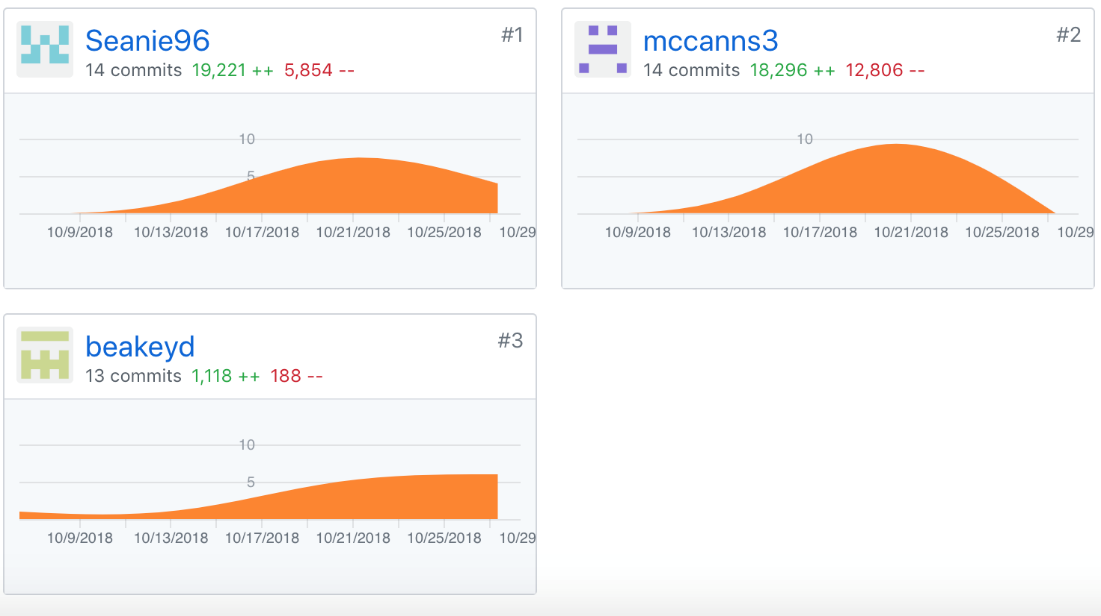 Seanie96 #1
14 commits 19,221 ++ 5,854 --
10
5
10/9/2018 10/13/2018 10/17/2018 10/21/2018 10/25/2018 10/29
mccanns3 #2
14 commits 18,296 ++ 12,806 --
10
10/9/2018 10/13/2018 10/17/2018 10/21/2018 10/25/2018 10/29
beakeyd #3
13 commits 1,118 ++ 188 --
10
5
10/9/2018 10/13/2018 10/17/2018 10/21/2018 10/25/2018 10/29